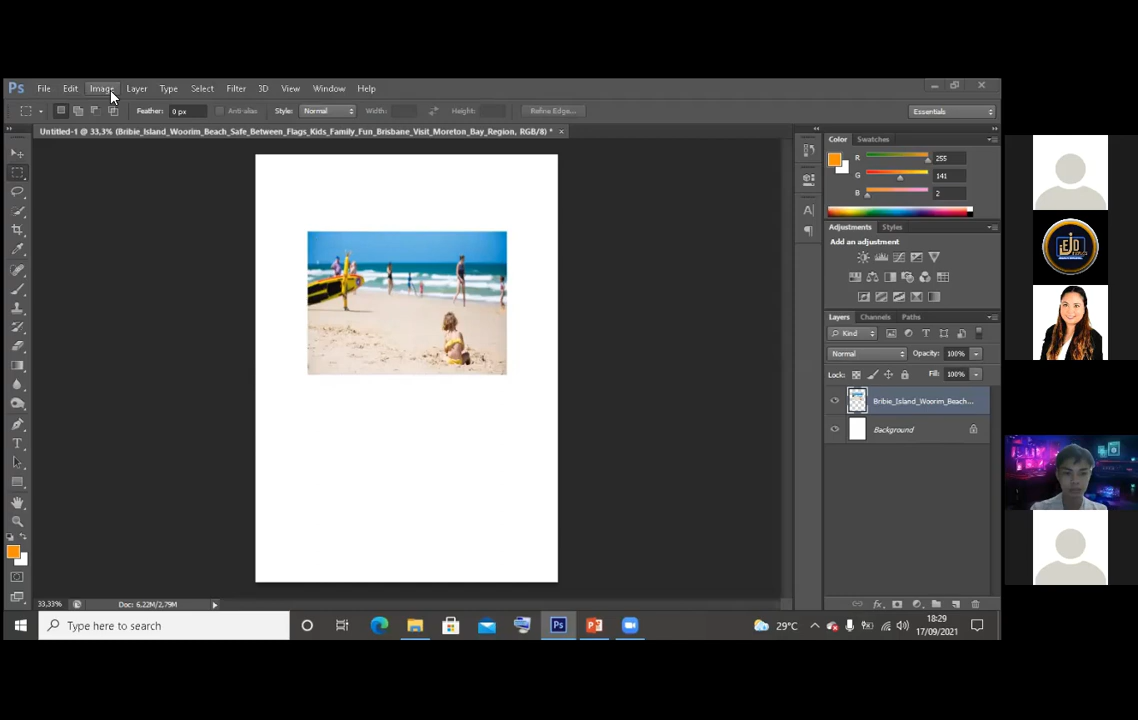 Ps File Edit Image Layer Type Select Filter 3D View Window Help
Feather: 0 px Anti-alias Style: Normal Width: Height: Refine Edge... Essentials
Untitled-1 @ 33,3% (Bribie_Island_Woorim_Beach_Safe_Between_Flags_Kids_Family_Fun_Brisbane_Visit_Moreton_Bay_Region, RGB/8) *
Color Swatches
R 255
G 141
B 2
Adjustments Styles
Add an adjustment
Layers Channels Paths
Kind
Normal Opacity: 100%
Lock: Fill: 100%
Bribie_Island_Woorim_Beach...
Background
33,33% Doc: 6,22M/2,79M
Type here to search
29°C
18:29
17/09/2021